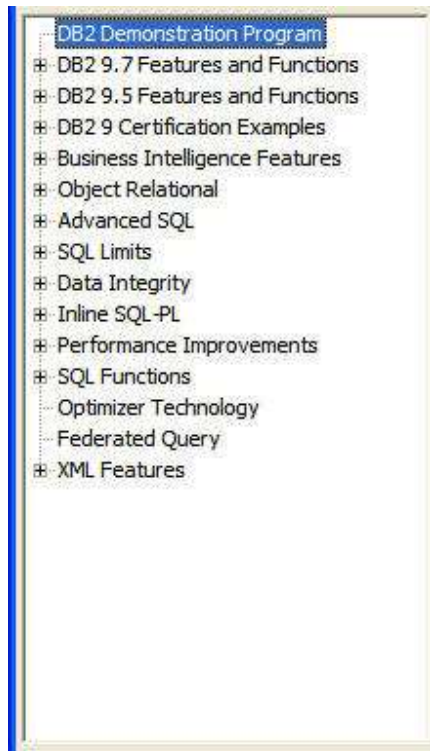 DB2 Demonstration Program
DB2 9.7 Features and Functions
DB2 9.5 Features and Functions
DB2 9 Certification Examples
Business Intelligence Features
Object Relational
Advanced SQL
SQL Limits
Data Integrity
Inline SQL-PL
Performance Improvements
SQL Functions
Optimizer Technology
Federated Query
XML Features